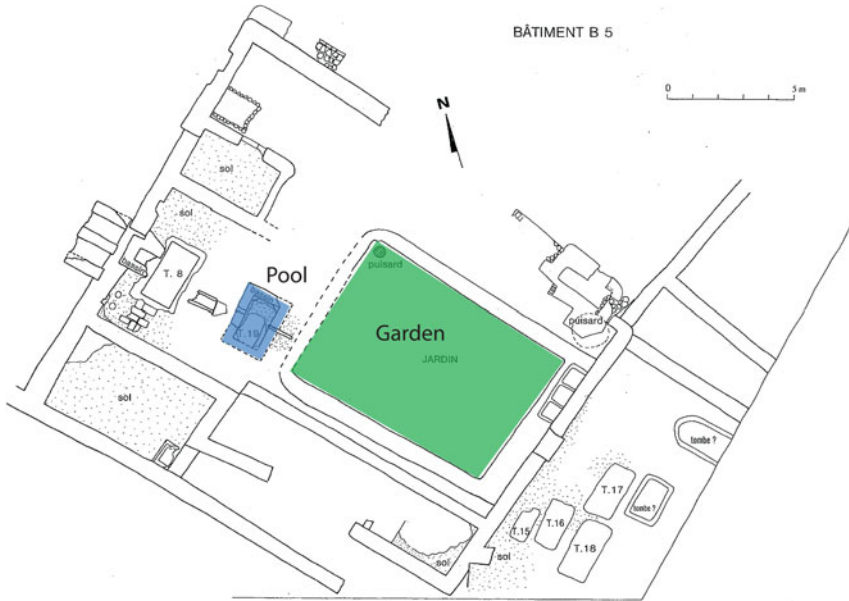 BÂTIMENT B 5
0 5 m
N
sol
sol
bassin
T. 8
Pool
T.19
puisard
Garden
JARDIN
puisard
sol
tombe ?
T.17
tombe ?
T.15
T.16
T.18
sol
sol